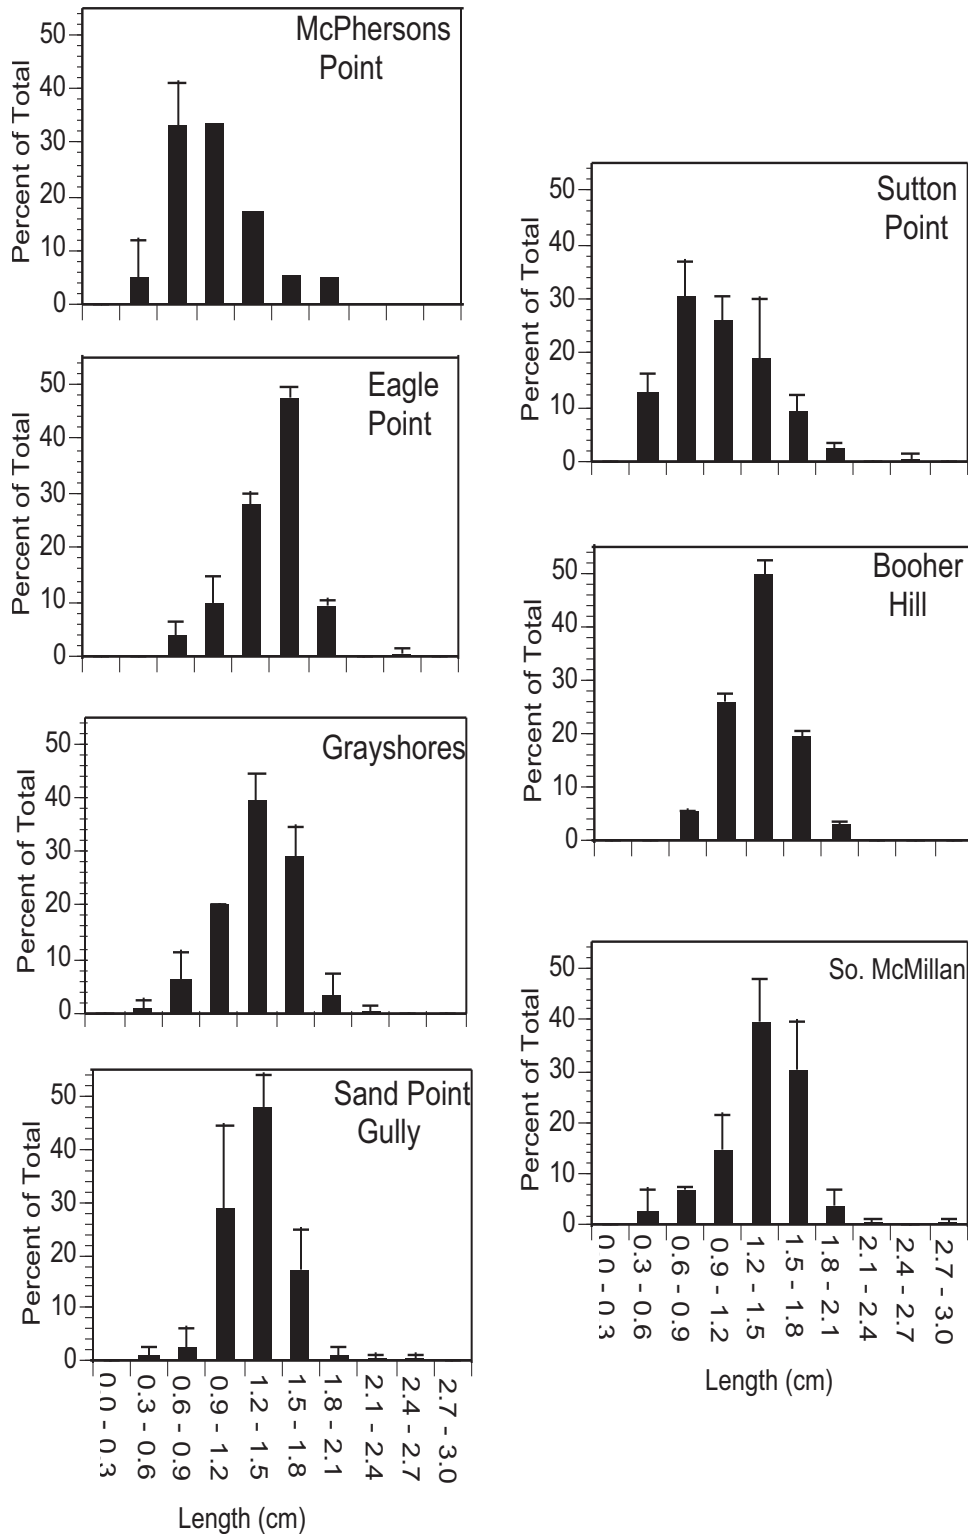 McPhersons
Point
Percent of Total
50
40
30
20
10
0
Eagle
Point
Percent of Total
50
40
30
20
10
0
Grayshores
Percent of Total
50
40
30
20
10
0
Sand Point
Gully
Percent of Total
50
40
30
20
10
0
0.0 - 0.3
0.3 - 0.6
0.6 - 0.9
0.9 - 1.2
1.2 - 1.5
1.5 - 1.8
1.8 - 2.1
2.1 - 2.4
2.4 - 2.7
2.7 - 3.0
Length (cm)
Sutton
Point
Percent of Total
50
40
30
20
10
0
Booher
Hill
Percent of Total
50
40
30
20
10
0
So. McMillan
Percent of Total
50
40
30
20
10
0
0.0 - 0.3
0.3 - 0.6
0.6 - 0.9
0.9 - 1.2
1.2 - 1.5
1.5 - 1.8
1.8 - 2.1
2.1 - 2.4
2.4 - 2.7
2.7 - 3.0
Length (cm)